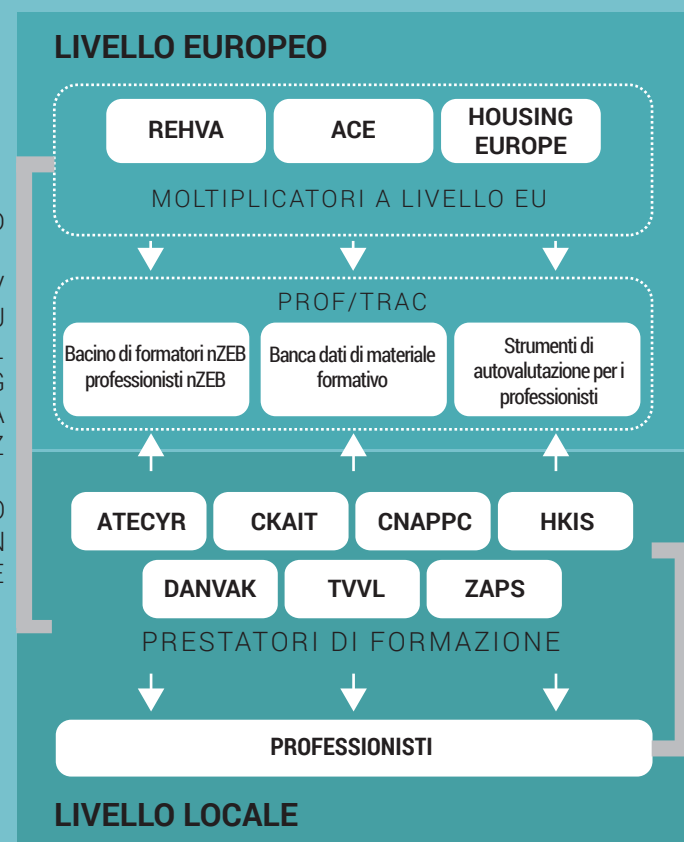 LIVELLO EUROPEO
REHVA
ACE
HOUSING
EUROPE
MOLTIPLICATORI A LIVELLO EU
PROF/TRAC
Bacino di formatori nZEB
professionisti nZEB
Banca dati di materiale
formativo
Strumenti di
autovalutazione per i
professionisti
ATECYR
CKAIT
CNAPPC
HKIS
DANVAK
TVVL
ZAPS
PRESTATORI DI FORMAZIONE
PROFESSIONISTI
LIVELLO LOCALE